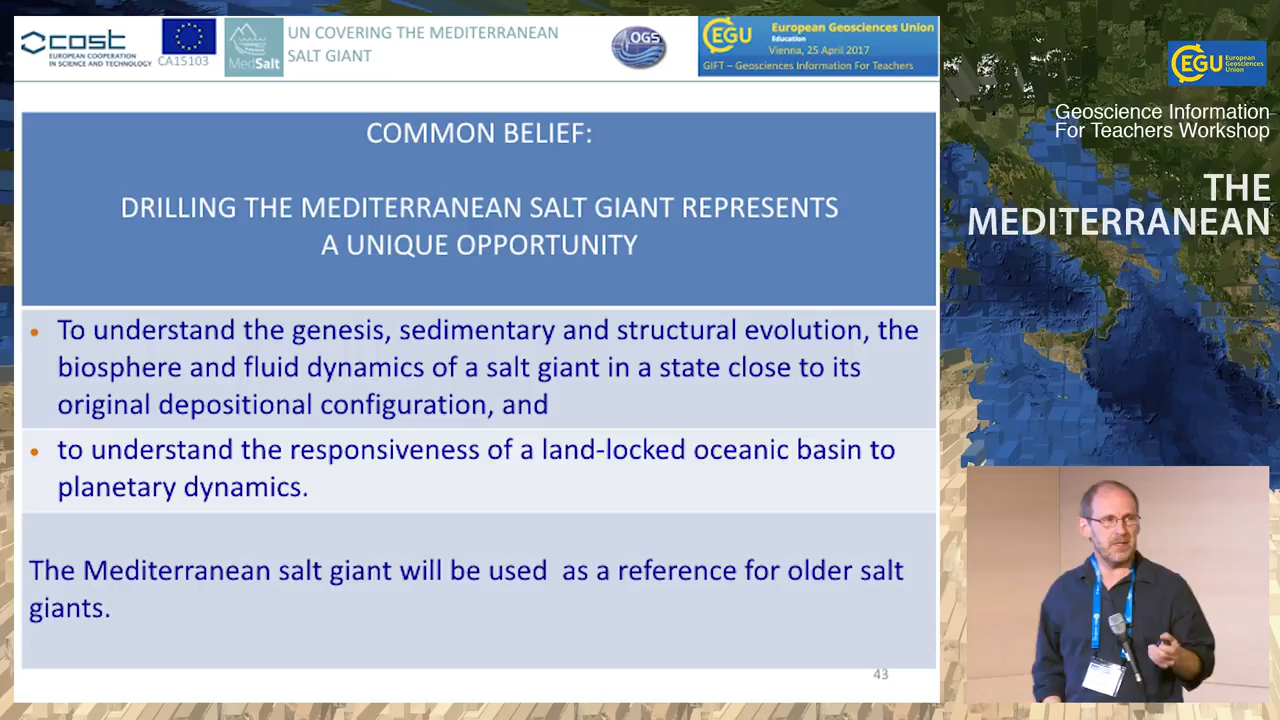 cost
EUROPEAN COOPERATION
IN SCIENCE AND TECHNOLOGY
CA15103
MedSalt
UN COVERING THE MEDITERRANEAN
SALT GIANT
OGS
EGU
European Geosciences Union
Education
Vienna, 25 April 2017
GIFT – Geosciences Information For Teachers
EGU European
Geosciences
Union
Geoscience Information
For Teachers Workshop
THE
MEDITERRANEAN
COMMON BELIEF:
DRILLING THE MEDITERRANEAN SALT GIANT REPRESENTS
A UNIQUE OPPORTUNITY
• To understand the genesis, sedimentary and structural evolution, the
biosphere and fluid dynamics of a salt giant in a state close to its
original depositional configuration, and
• to understand the responsiveness of a land-locked oceanic basin to
planetary dynamics.
The Mediterranean salt giant will be used as a reference for older salt
giants.
43